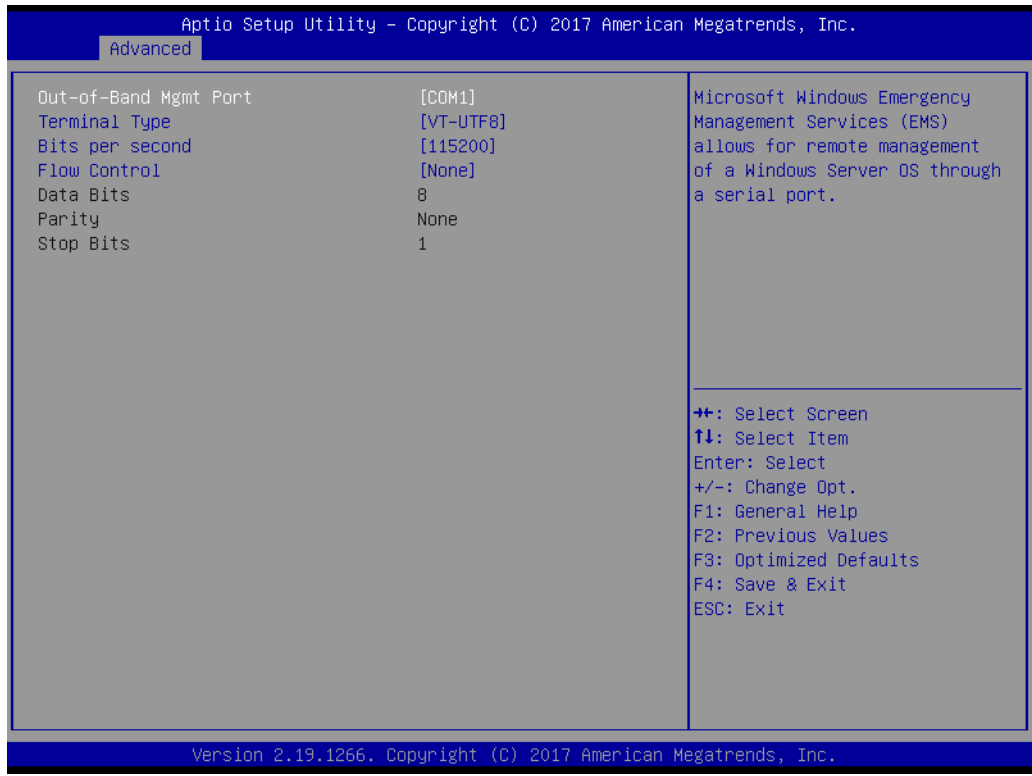 Aptio Setup Utility – Copyright (C) 2017 American Megatrends, Inc.
Advanced
Out-of-Band Mgmt Port [COM1]
Terminal Type [VT-UTF8]
Bits per second [115200]
Flow Control [None]
Data Bits 8
Parity None
Stop Bits 1
Microsoft Windows Emergency
Management Services (EMS)
allows for remote management
of a Windows Server OS through
a serial port.
→←: Select Screen
↑↓: Select Item
Enter: Select
+/-: Change Opt.
F1: General Help
F2: Previous Values
F3: Optimized Defaults
F4: Save & Exit
ESC: Exit
Version 2.19.1266. Copyright (C) 2017 American Megatrends, Inc.